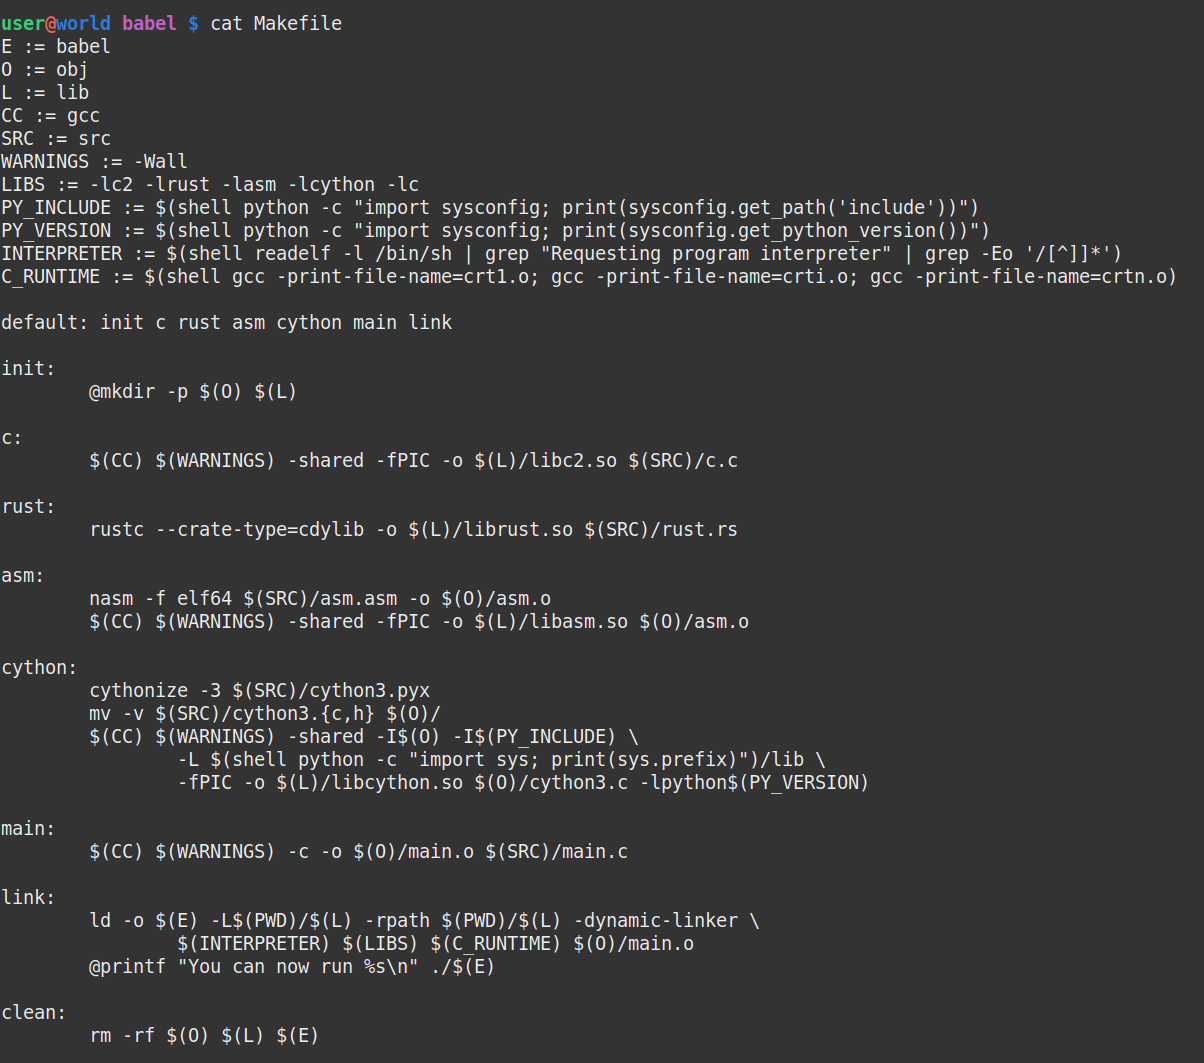 user@world babel $ cat Makefile
E := babel
O := obj
L := lib
CC := gcc
SRC := src
WARNINGS := -Wall
LIBS := -lc2 -lrust -lasm -lcython -lc
PY_INCLUDE := $(shell python -c "import sysconfig; print(sysconfig.get_path('include'))")
PY_VERSION := $(shell python -c "import sysconfig; print(sysconfig.get_python_version())")
INTERPRETER := $(shell readelf -l /bin/sh | grep "Requesting program interpreter" | grep -Eo '/[^]]*')
C_RUNTIME := $(shell gcc -print-file-name=crt1.o; gcc -print-file-name=crti.o; gcc -print-file-name=crtn.o)

default: init c rust asm cython main link

init:
        @mkdir -p $(O) $(L)

c:
        $(CC) $(WARNINGS) -shared -fPIC -o $(L)/libc2.so $(SRC)/c.c

rust:
        rustc --crate-type=cdylib -o $(L)/librust.so $(SRC)/rust.rs

asm:
        nasm -f elf64 $(SRC)/asm.asm -o $(O)/asm.o
        $(CC) $(WARNINGS) -shared -fPIC -o $(L)/libasm.so $(O)/asm.o

cython:
        cythonize -3 $(SRC)/cython3.pyx
        mv -v $(SRC)/cython3.{c,h} $(O)/
        $(CC) $(WARNINGS) -shared -I$(O) -I$(PY_INCLUDE) \
                -L $(shell python -c "import sys; print(sys.prefix)")/lib \
                -fPIC -o $(L)/libcython.so $(O)/cython3.c -lpython$(PY_VERSION)

main:
        $(CC) $(WARNINGS) -c -o $(O)/main.o $(SRC)/main.c

link:
        ld -o $(E) -L$(PWD)/$(L) -rpath $(PWD)/$(L) -dynamic-linker \
                $(INTERPRETER) $(LIBS) $(C_RUNTIME) $(O)/main.o
        @printf "You can now run %s\n" ./$(E)

clean:
        rm -rf $(O) $(L) $(E)